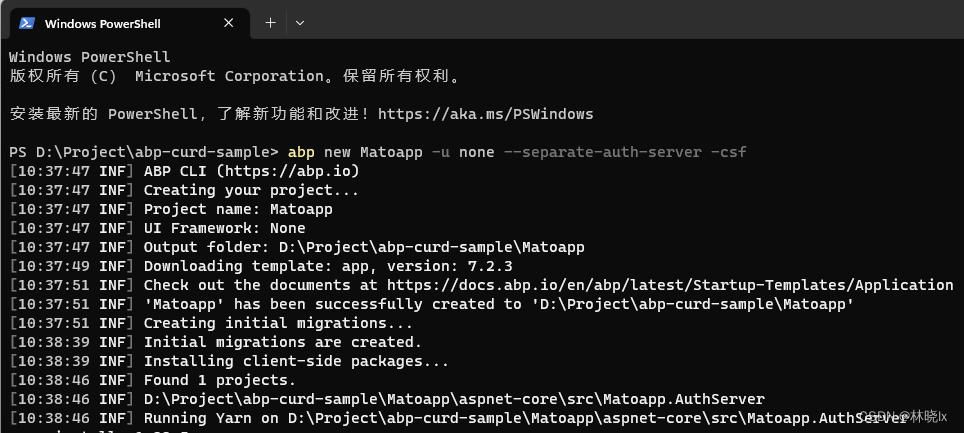 Windows PowerShell
Windows PowerShell
版权所有 (C)  Microsoft Corporation。保留所有权利。
安装最新的 PowerShell，了解新功能和改进！https://aka.ms/PSWindows
PS D:\Project\abp-curd-sample> abp new Matoapp -u none --separate-auth-server -csf
[10:37:47 INF] ABP CLI (https://abp.io)
[10:37:47 INF] Creating your project...
[10:37:47 INF] Project name: Matoapp
[10:37:47 INF] UI Framework: None
[10:37:47 INF] Output folder: D:\Project\abp-curd-sample\Matoapp
[10:37:49 INF] Downloading template: app, version: 7.2.3
[10:37:51 INF] Check out the documents at https://docs.abp.io/en/abp/latest/Startup-Templates/Application
[10:37:51 INF] 'Matoapp' has been successfully created to 'D:\Project\abp-curd-sample\Matoapp'
[10:37:51 INF] Creating initial migrations...
[10:38:39 INF] Initial migrations are created.
[10:38:39 INF] Installing client-side packages...
[10:38:46 INF] Found 1 projects.
[10:38:46 INF] D:\Project\abp-curd-sample\Matoapp\aspnet-core\src\Matoapp.AuthServer
[10:38:46 INF] Running Yarn on D:\Project\abp-curd-sample\Matoapp\aspnet-core\src\Matoapp.AuthServer
CSDN @林晓lx